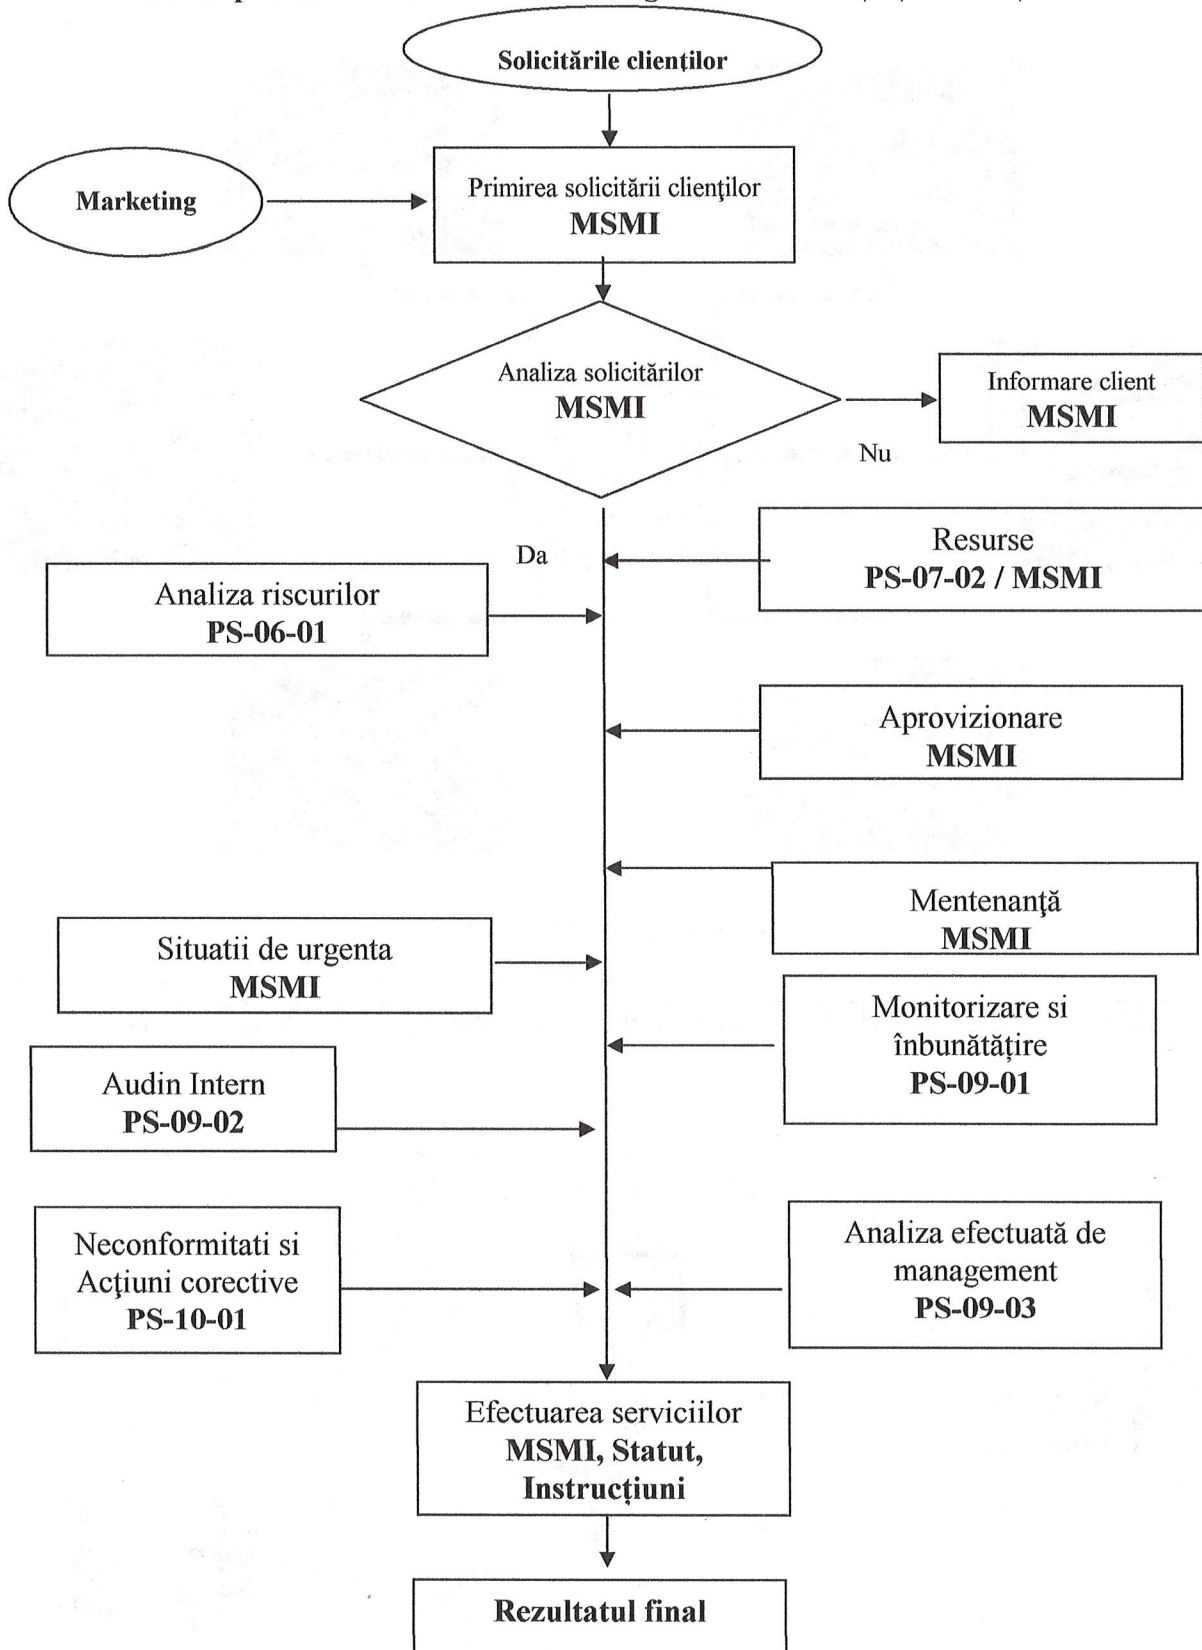 Solicitările clienților
Marketing
Primirea solicitării clienţilor
MSMI
Analiza solicitărilor
MSMI
Informare client
MSMI
Nu
Da
Resurse
PS-07-02 / MSMI
Analiza riscurilor
PS-06-01
Aprovizionare
MSMI
Mentenanţă
MSMI
Situatii de urgenta
MSMI
Monitorizare si
înbunătățire
PS-09-01
Audin Intern
PS-09-02
Neconformitati si
Acţiuni corective
PS-10-01
Analiza efectuată de
management
PS-09-03
Efectuarea serviciilor
MSMI, Statut,
Instrucțiuni
Rezultatul final